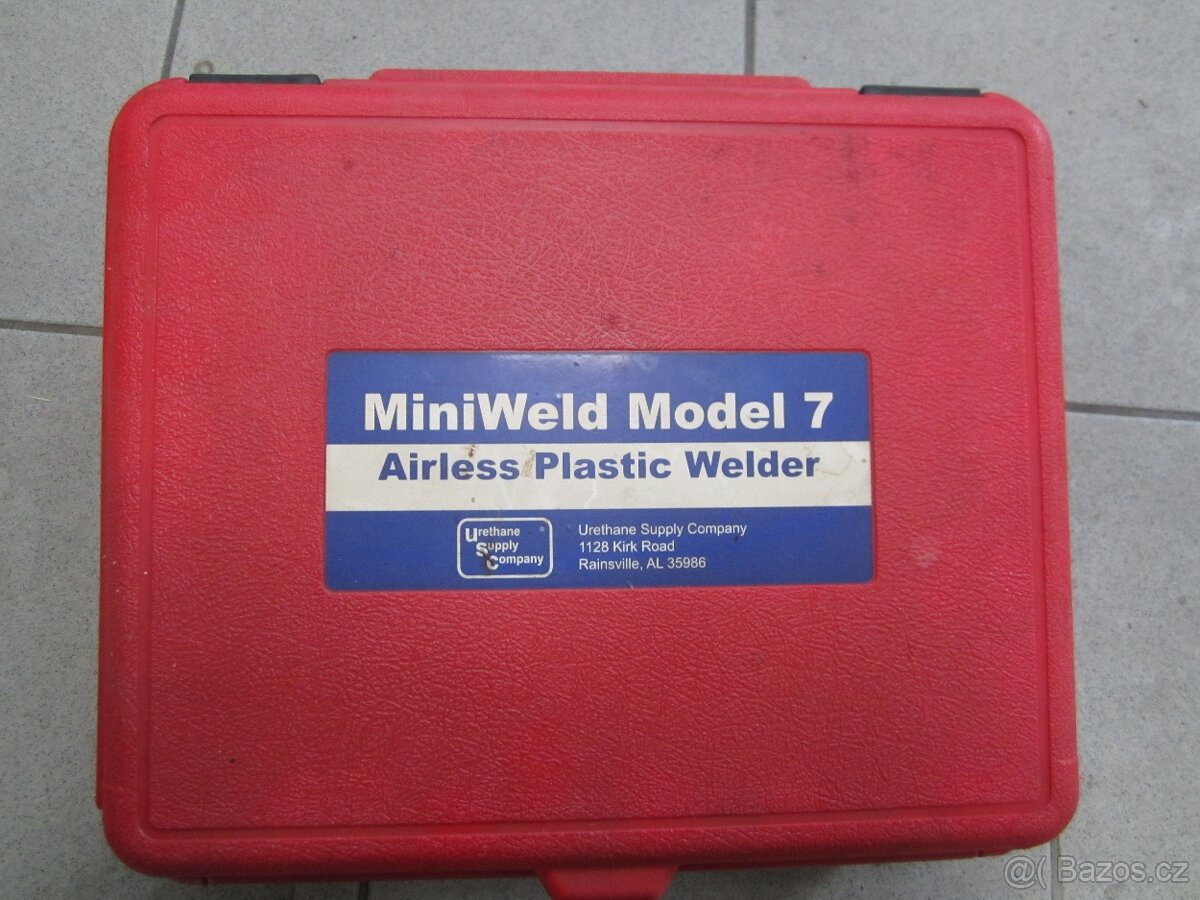 MiniWeld Model 7
Airless Plastic Welder
Urethane
Supply
Company
®
Urethane Supply Company
1128 Kirk Road
Rainsville, AL 35986
@( Bazos.cz